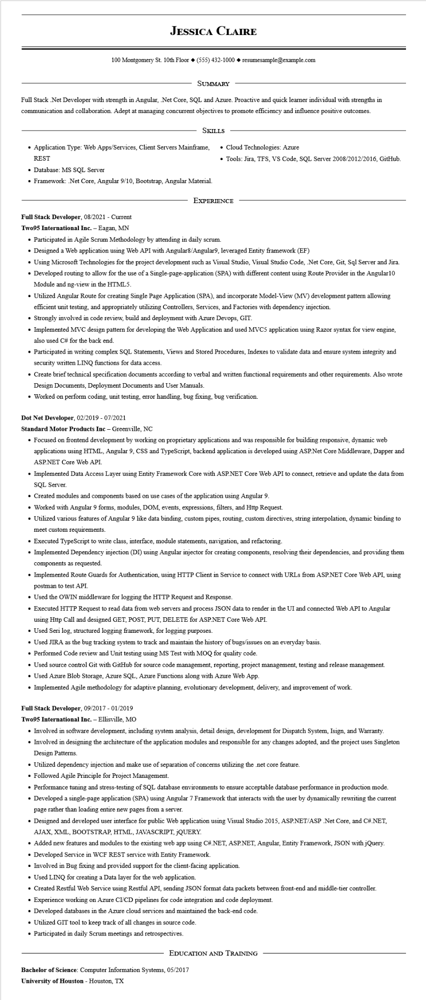 Jessica Claire
100 Montgomery St. 10th Floor ◆ (555) 432-1000 ◆ resumesample@example.com
Summary
Full Stack .Net Developer with strength in Angular, .Net Core, SQL and Azure. Proactive and quick learner individual with strengths in
communication and collaboration. Adept at managing concurrent objectives to promote efficiency and influence positive outcomes.
Skills
• Application Type: Web Apps/Services, Client Servers Mainframe,
REST
• Database: MS SQL Server
• Framework: .Net Core, Angular 9/10, Bootstrap, Angular Material.
• Cloud Technologies: Azure
• Tools: Jira, TFS, VS Code, SQL Server 2008/2012/2016, GitHub.
Experience
Full Stack Developer, 08/2021 - Current
Two95 International Inc. – Eagan, MN
• Participated in Agile Scrum Methodology by attending in daily scrum.
• Designed a Web application using Web API with Angular8/Angular9, leveraged Entity framework (EF)
• Using Microsoft Technologies for the project development such as Visual Studio, Visual Studio Code, .Net Core, Git, Sql Server and Jira.
• Developed routing to allow for the use of a Single-page-application (SPA) with different content using Route Provider in the Angular10
Module and ng-view in the HTML5.
• Utilized Angular Route for creating Single Page Application (SPA), and incorporate Model-View (MV) development pattern allowing
efficient unit testing, and appropriately utilizing Controllers, Services, and Factories with dependency injection.
• Strongly involved in code review, build and deployment with Azure Devops, GIT.
• Implemented MVC design pattern for developing the Web Application and used MVC5 application using Razor syntax for view engine,
also used C# for the back end.
• Participated in writing complex SQL Statements, Views and Stored Procedures, Indexes to validate data and ensure system integrity and
security written LINQ functions for data access.
• Create brief technical specification documents according to verbal and written functional requirements and other requirements. Also wrote
Design Documents, Deployment Documents and User Manuals.
• Worked on perform coding, unit testing, error handling, bug fixing, bug verification.
Dot Net Developer, 02/2019 - 07/2021
Standard Motor Products Inc – Greenville, NC
• Focused on frontend development by working on proprietary applications and was responsible for building responsive, dynamic web
applications using HTML, Angular 9, CSS and TypeScript, backend application is developed using ASP.Net Core Middleware, Dapper and
ASP.NET Core Web API.
• Implemented Data Access Layer using Entity Framework Core with ASP.NET Core Web API to connect, retrieve and update the data from
SQL Server.
• Created modules and components based on use cases of the application using Angular 9.
• Worked with Angular 9 forms, modules, DOM, events, expressions, filters, and Http Request.
• Utilized various features of Angular 9 like data binding, custom pipes, routing, custom directives, string interpolation, dynamic binding to
meet custom requirements.
• Executed TypeScript to write class, interface, module statements, navigation, and refactoring.
• Implemented Dependency injection (DI) using Angular injector for creating components, resolving their dependencies, and providing them
components as requested.
• Implemented Route Guards for Authentication, using HTTP Client in Service to connect with URLs from ASP.NET Core Web API, using
postman to test API.
• Used the OWIN middleware for logging the HTTP Request and Response.
• Executed HTTP Request to read data from web servers and process JSON data to render in the UI and connected Web API to Angular
using Http Call and designed GET, POST, PUT, DELETE for ASP.NET Core Web API.
• Used Seri log, structured logging framework, for logging purposes.
• Used JIRA as the bug tracking system to track and maintain the history of bugs/issues on an everyday basis.
• Performed Code review and Unit testing using MS Test with MOQ for quality code.
• Used source control Git with GitHub for source code management, reporting, project management, testing and release management.
• Used Azure Blob Storage, Azure SQL, Azure Functions along with Azure Web App.
• Implemented Agile methodology for adaptive planning, evolutionary development, delivery, and improvement of work.
Full Stack Developer, 09/2017 - 01/2019
Two95 International Inc. – Ellisville, MO
• Involved in software development, including system analysis, detail design, development for Dispatch System, Isign, and Warranty.
• Involved in designing the architecture of the application modules and responsible for any changes adopted, and the project uses Singleton
Design Patterns.
• Utilized dependency injection and make use of separation of concerns utilizing the .net core feature.
• Followed Agile Principle for Project Management.
• Performance tuning and stress-testing of SQL database environments to ensure acceptable database performance in production mode.
• Developed a single-page application (SPA) using Angular 7 Framework that interacts with the user by dynamically rewriting the current
page rather than loading entire new pages from a server.
• Designed and developed user interface for public Web application using Visual Studio 2015, ASP.NET/ASP .Net Core, and C#.NET,
AJAX, XML, BOOTSTRAP, HTML, JAVASCRIPT, jQUERY.
• Added new features and modules to the existing web app using C#.NET, ASP.NET, Angular, Entity Framework, JSON with jQuery.
• Developed Service in WCF REST service with Entity Framework.
• Involved in Bug fixing and provided support for the client-facing application.
• Used LINQ for creating a Data layer for the web application.
• Created Restful Web Service using Restful API, sending JSON format data packets between front-end and middle-tier controller.
• Experience working on Azure CI/CD pipelines for code integration and code deployment.
• Developed databases in the Azure cloud services and maintained the back-end code.
• Utilized GIT tool to keep track of all changes in source code.
• Participated in daily Scrum meetings and retrospectives.
Education and Training
Bachelor of Science: Computer Information Systems, 05/2017
University of Houston - Houston, TX